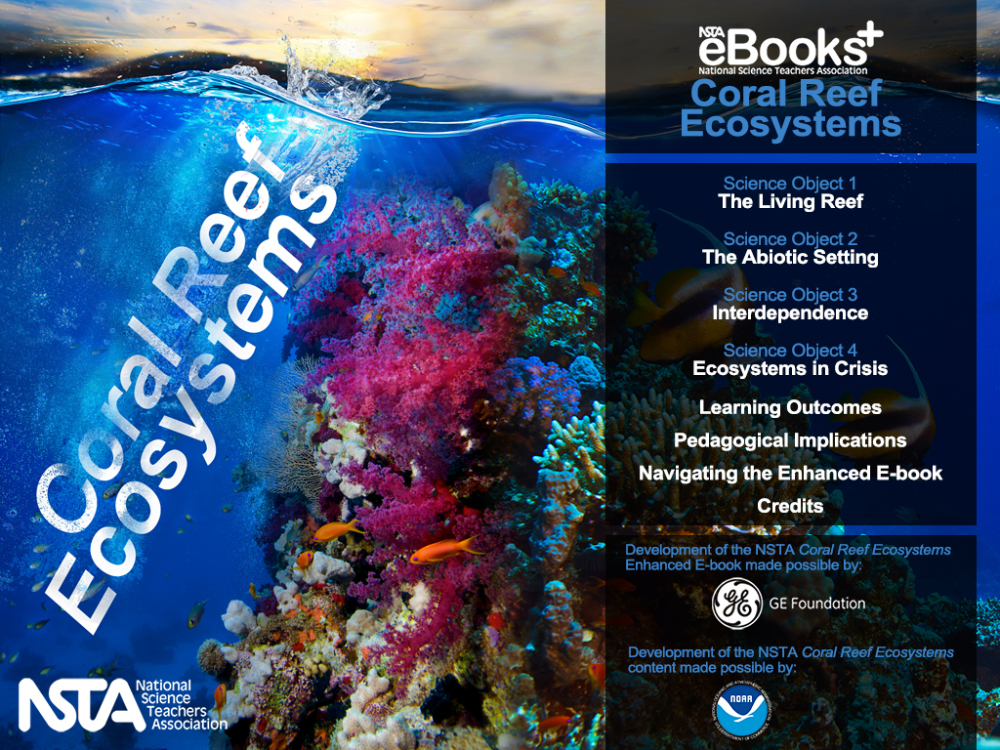 Coral Reef
Ecosystems
NSTA
National
Science
Teachers
Association
NSTA
eBooks+
National Science Teachers Association
Coral Reef
Ecosystems
Science Object 1
The Living Reef
Science Object 2
The Abiotic Setting
Science Object 3
Interdependence
Science Object 4
Ecosystems in Crisis
Learning Outcomes
Pedagogical Implications
Navigating the Enhanced E-book
Credits
Development of the NSTA Coral Reef Ecosystems
Enhanced E-book made possible by:
GE
GE Foundation
Development of the NSTA Coral Reef Ecosystems
content made possible by:
NOAA